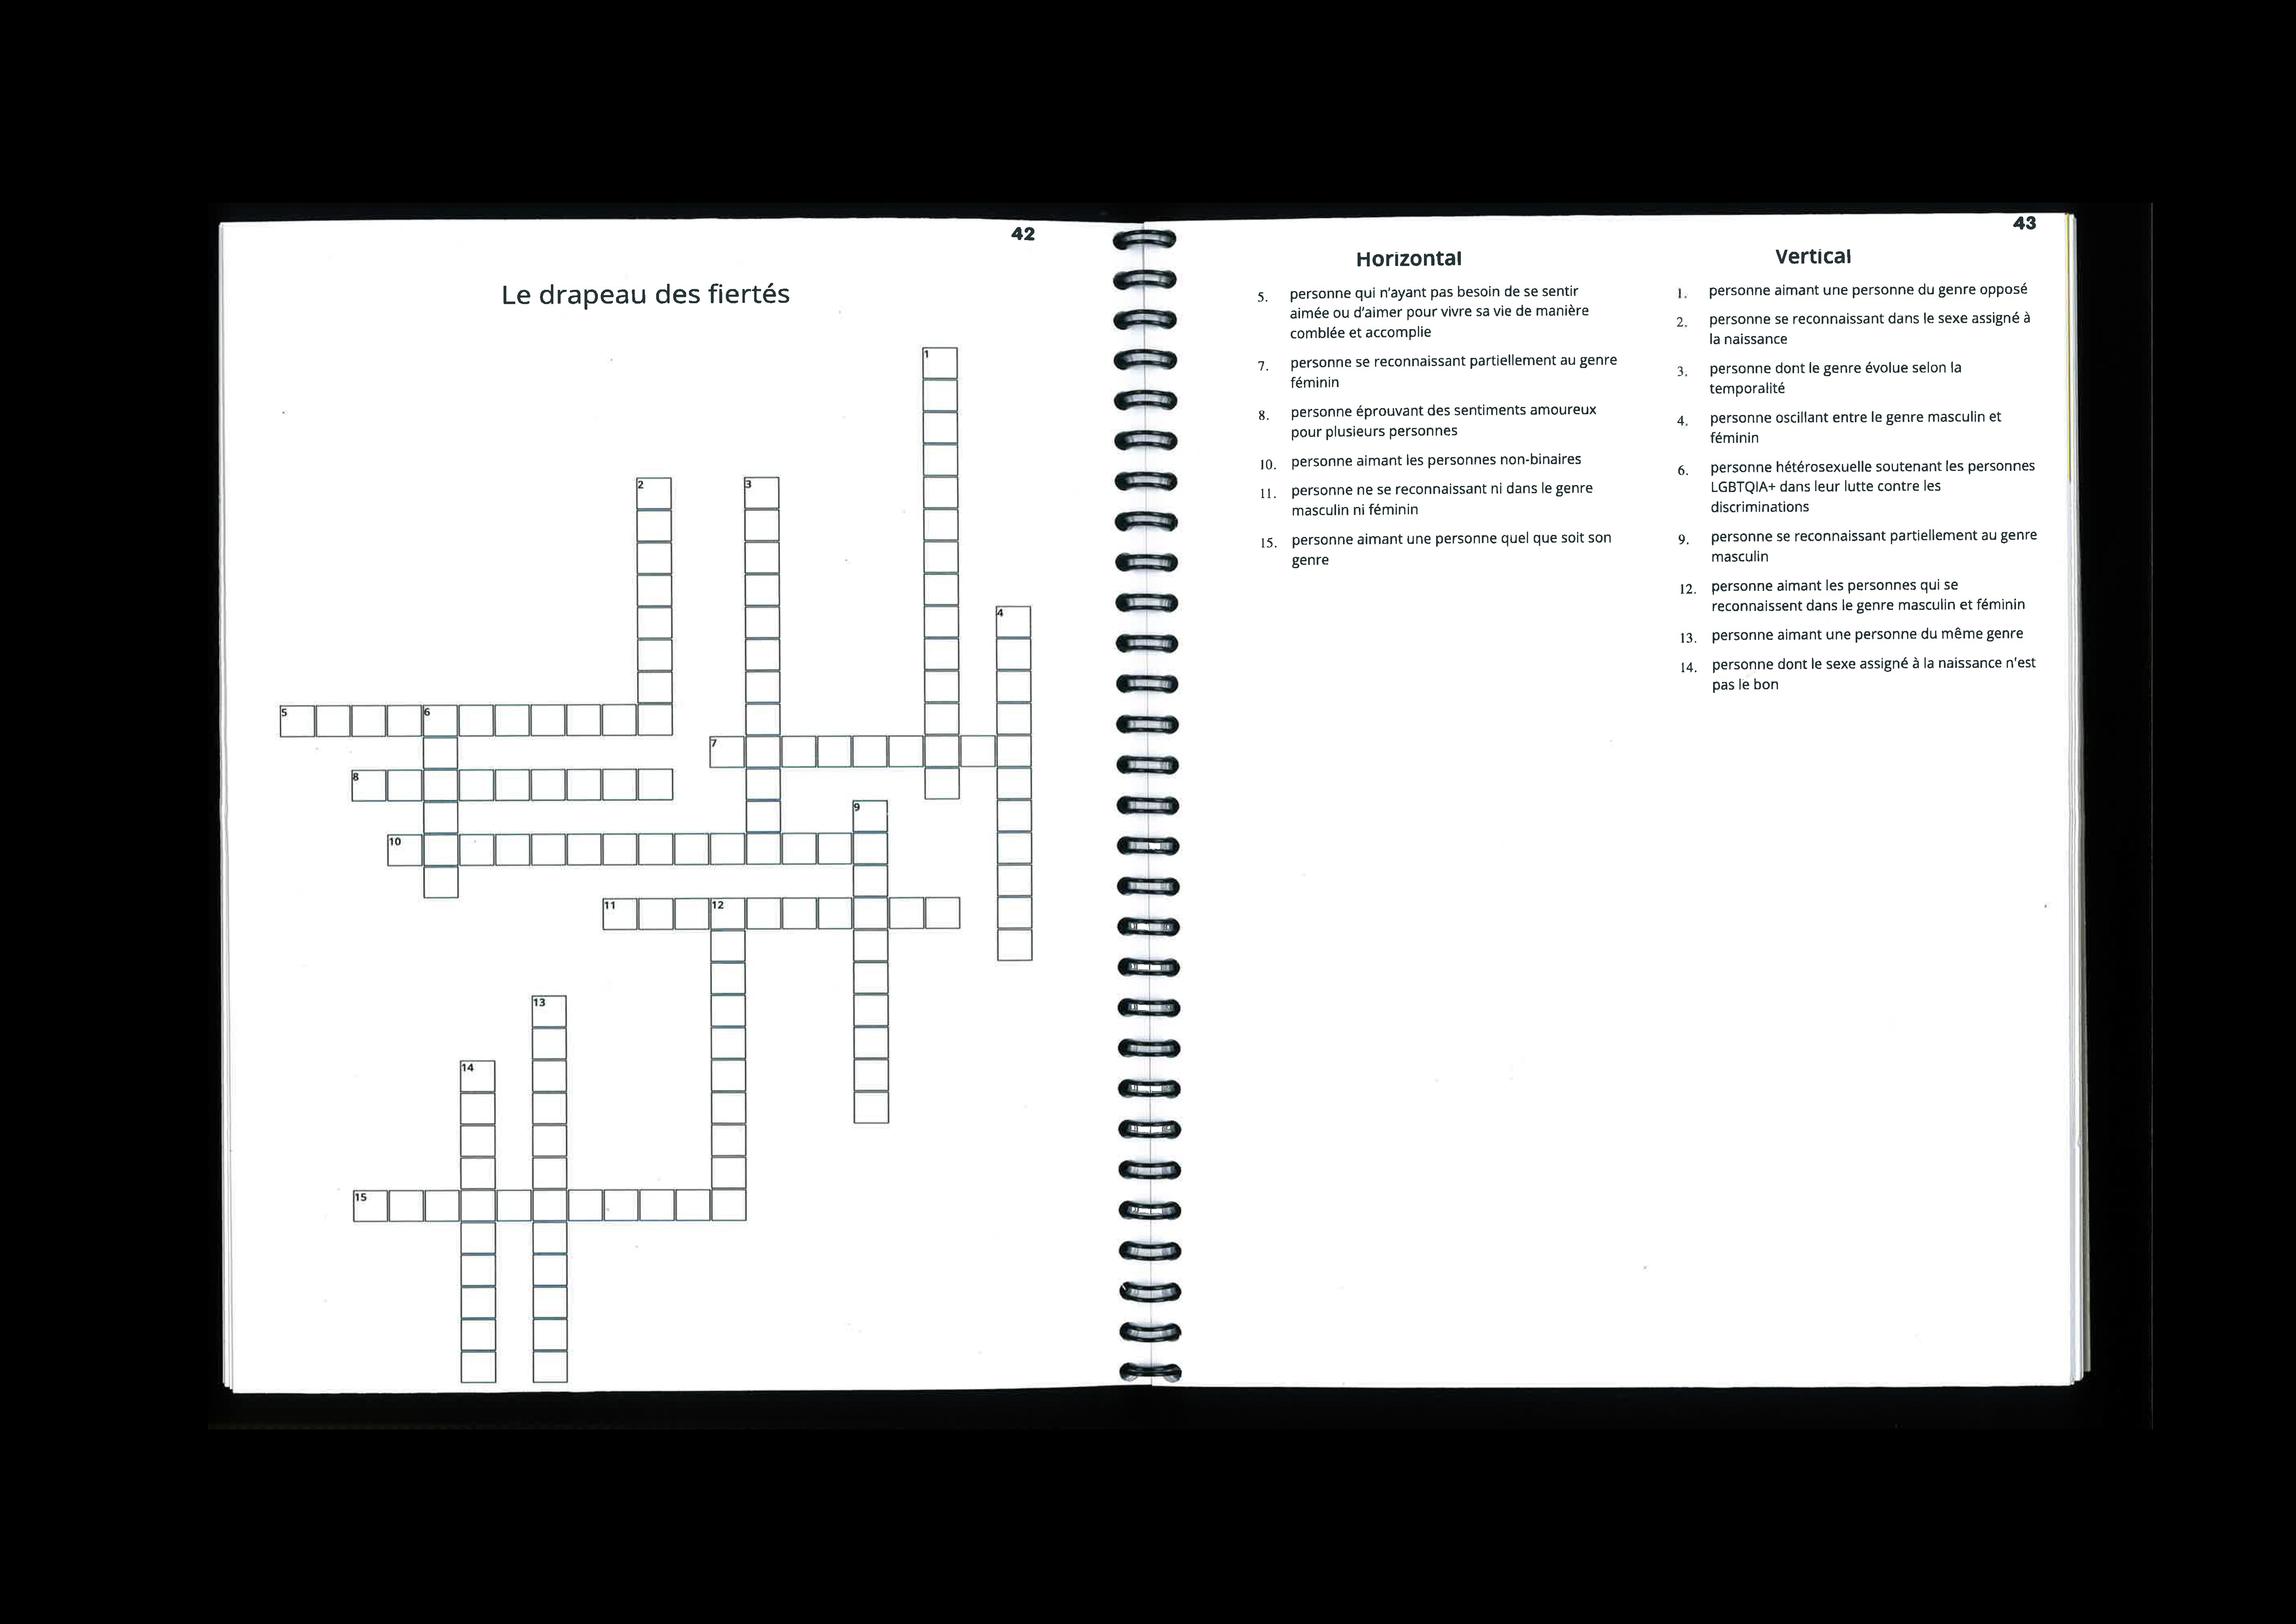 42
Le drapeau des fiertés
1
2
3
4
5
6
7
8
9
10
11
12
13
14
15
43
Horizontal
5. personne qui n'ayant pas besoin de se sentir
aimée ou d'aimer pour vivre sa vie de manière
comblée et accomplie
7. personne se reconnaissant partiellement au genre
féminin
8. personne éprouvant des sentiments amoureux
pour plusieurs personnes
10. personne aimant les personnes non-binaires
11. personne ne se reconnaissant ni dans le genre
masculin ni féminin
15. personne aimant une personne quel que soit son
genre
Vertical
1. personne aimant une personne du genre opposé
2. personne se reconnaissant dans le sexe assigné à
la naissance
3. personne dont le genre évolue selon la
temporalité
4. personne oscillant entre le genre masculin et
féminin
6. personne hétérosexuelle soutenant les personnes
LGBTQIA+ dans leur lutte contre les
discriminations
9. personne se reconnaissant partiellement au genre
masculin
12. personne aimant les personnes qui se
reconnaissent dans le genre masculin et féminin
13. personne aimant une personne du même genre
14. personne dont le sexe assigné à la naissance n'est
pas le bon